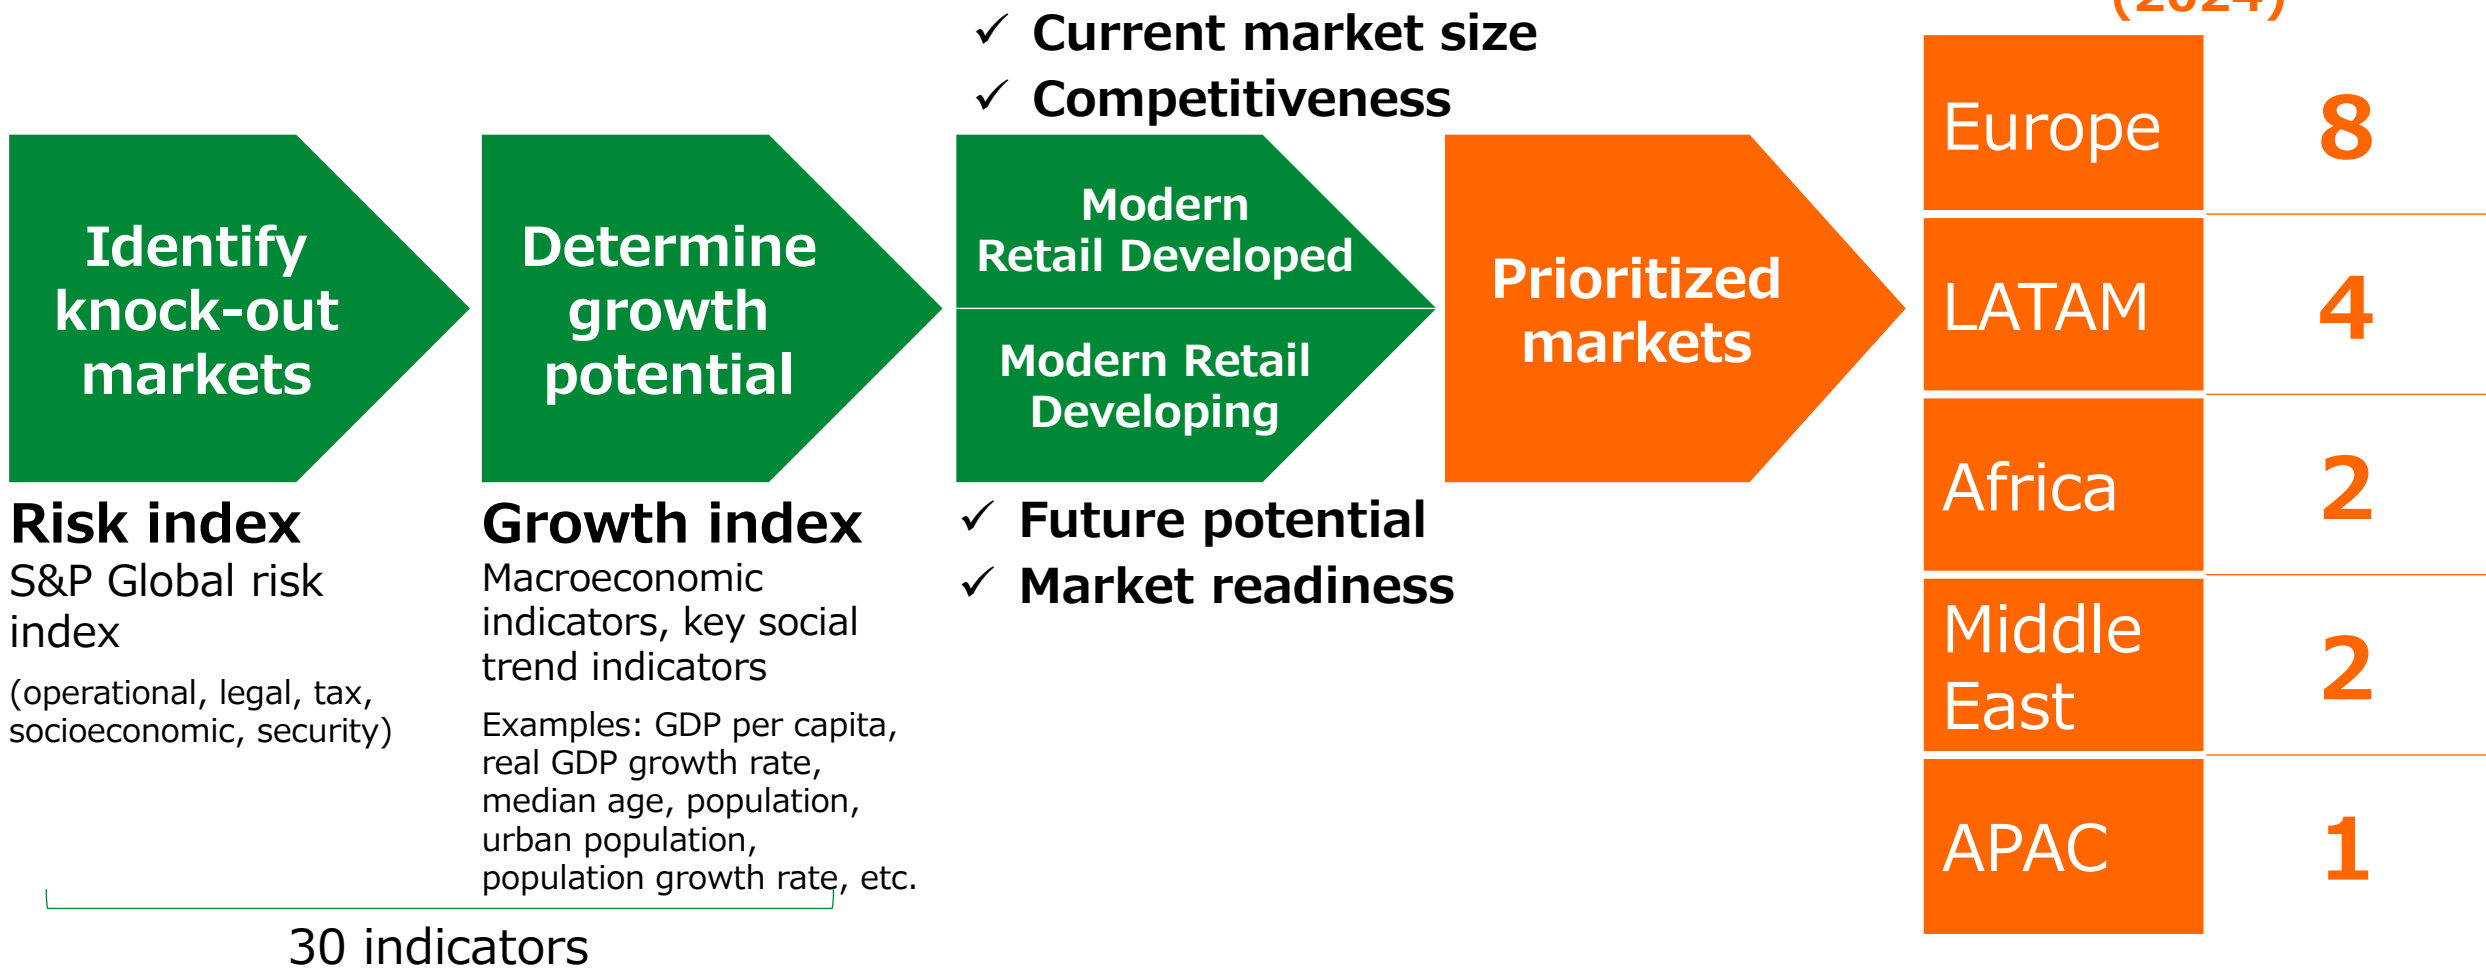 (2024)
✓ Current market size
✓ Competitiveness
Identify
knock-out
markets
Determine
growth
potential
Modern
Retail Developed
Modern Retail
Developing
Prioritized
markets
Risk index
S&P Global risk
index
(operational, legal, tax,
socioeconomic, security)
Growth index
Macroeconomic
indicators, key social
trend indicators
Examples: GDP per capita,
real GDP growth rate,
median age, population,
urban population,
population growth rate, etc.
30 indicators
✓ Future potential
✓ Market readiness
Europe 8
LATAM 4
Africa 2
Middle
East 2
APAC 1